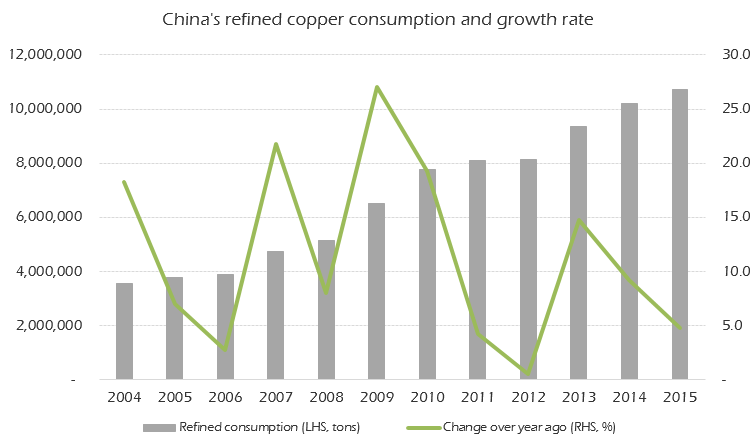 China's refined copper consumption and growth rate
12,000,000 30.0
10,000,000 25.0
8,000,000 20.0
6,000,000 15.0
4,000,000 10.0
2,000,000 5.0
- -
2004 2005 2006 2007 2008 2009 2010 2011 2012 2013 2014 2015
Refined consumption (LHS, tons) Change over year ago (RHS, %)